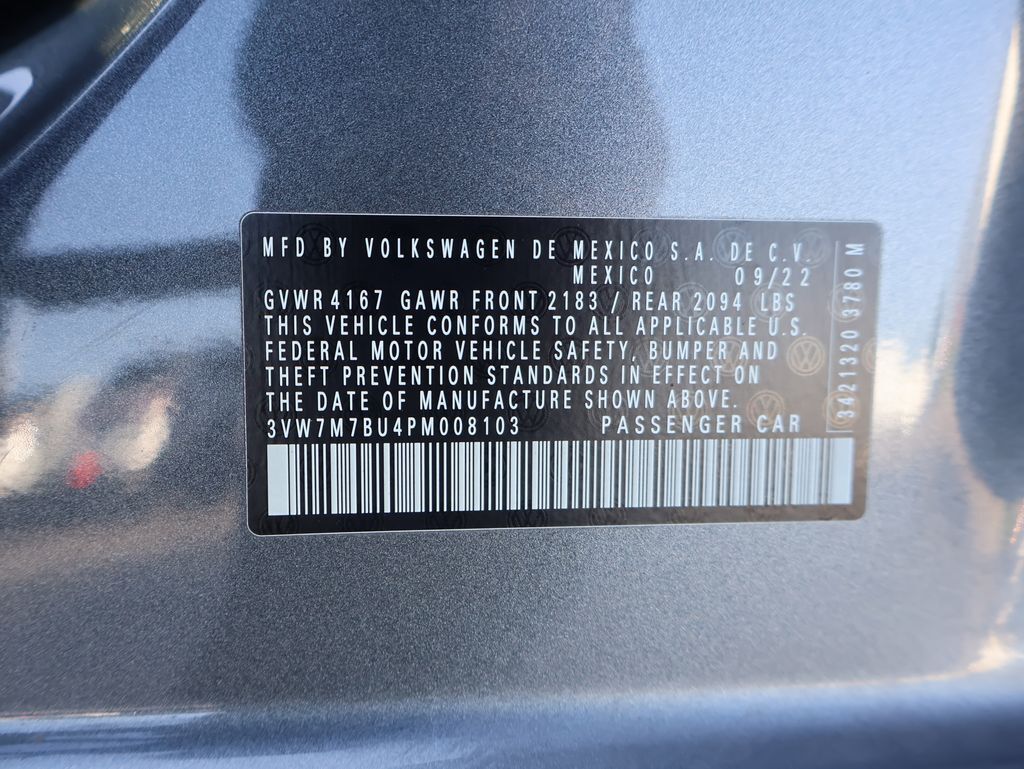 MFD BY VOLKSWAGEN DE MEXICO S.A. DE C.V.
MEXICO 09/22
GVWR 4167 GAWR FRONT 2183 / REAR 2094 LBS
THIS VEHICLE CONFORMS TO ALL APPLICABLE U.S.
FEDERAL MOTOR VEHICLE SAFETY, BUMPER AND
THEFT PREVENTION STANDARDS IN EFFECT ON
THE DATE OF MANUFACTURE SHOWN ABOVE.
3VW7M7BU4PM008103 PASSENGER CAR
3421320 3780 M